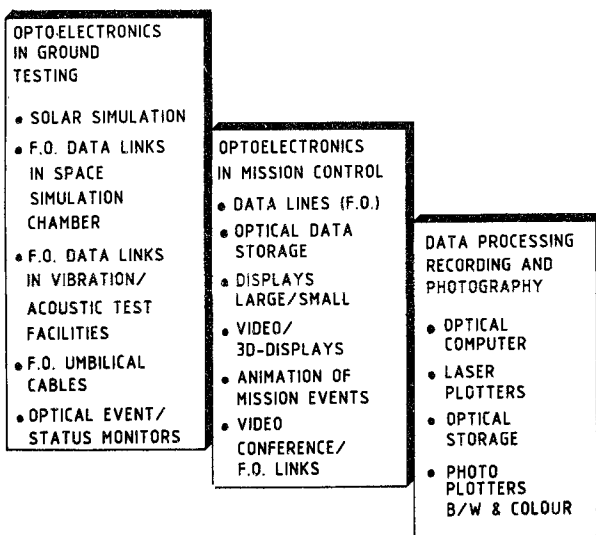 OPTO-ELECTRONICS
IN GROUND
TESTING
• SOLAR SIMULATION
• F.O. DATA LINKS
IN SPACE
SIMULATION
CHAMBER
• F.O. DATA LINKS
IN VIBRATION/
ACOUSTIC TEST
FACILITIES
• F.O. UMBILICAL
CABLES
• OPTICAL EVENT/
STATUS MONITORS
OPTOELECTRONICS
IN MISSION CONTROL
• DATA LINES (F.O.)
• OPTICAL DATA
STORAGE
• DISPLAYS
LARGE/SMALL
• VIDEO/
3D-DISPLAYS
• ANIMATION OF
MISSION EVENTS
• VIDEO
CONFERENCE/
F.O. LINKS
DATA PROCESSING
RECORDING AND
PHOTOGRAPHY
• OPTICAL
COMPUTER
• LASER
PLOTTERS
• OPTICAL
STORAGE
• PHOTO
PLOTTERS
B/W & COLOUR